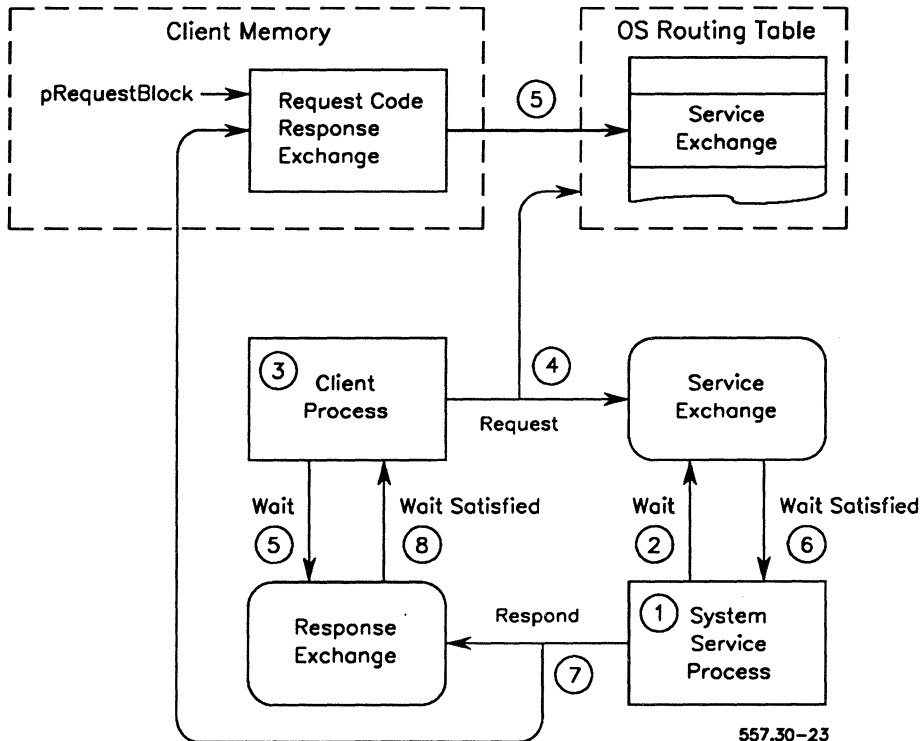 Client Memory
OS Routing Table
pRequestBlock
Request Code
Response
Exchange
5
Service
Exchange
3
Client
Process
4
Request
Service
Exchange
Wait
5
Wait Satisfied
8
Wait
2
Wait Satisfied
6
Response
Exchange
Respond
7
1
System
Service
Process
557.30-23